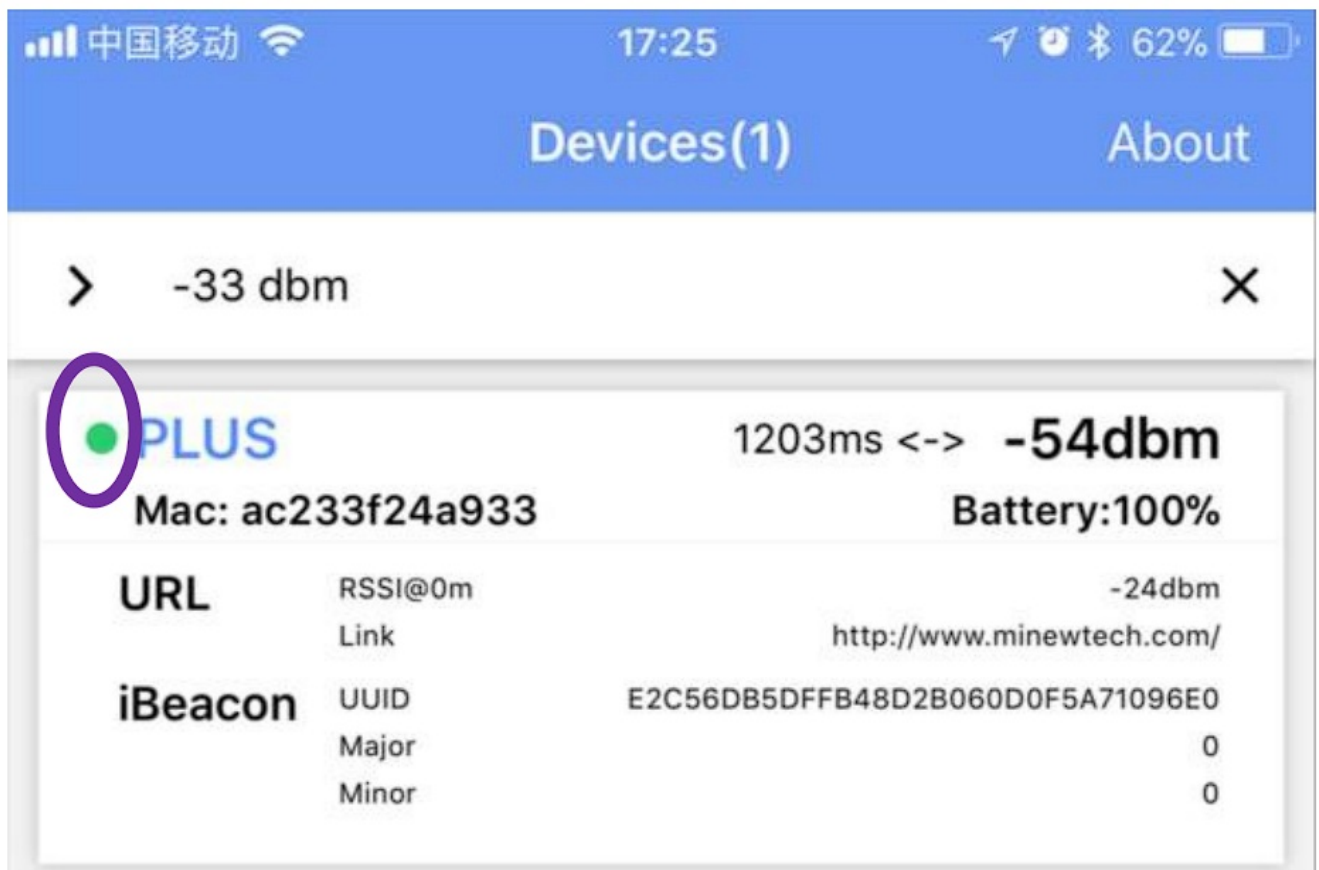 中国移动 17:25 62%
Devices(1) About
-33 dbm
PLUS 1203ms <-> -54dbm
Mac: ac233f24a933 Battery:100%
URL RSSI@0m -24dbm
Link http://www.minewtech.com/
iBeacon UUID E2C56DB5DFFB48D2B060D0F5A71096E0
Major 0
Minor 0